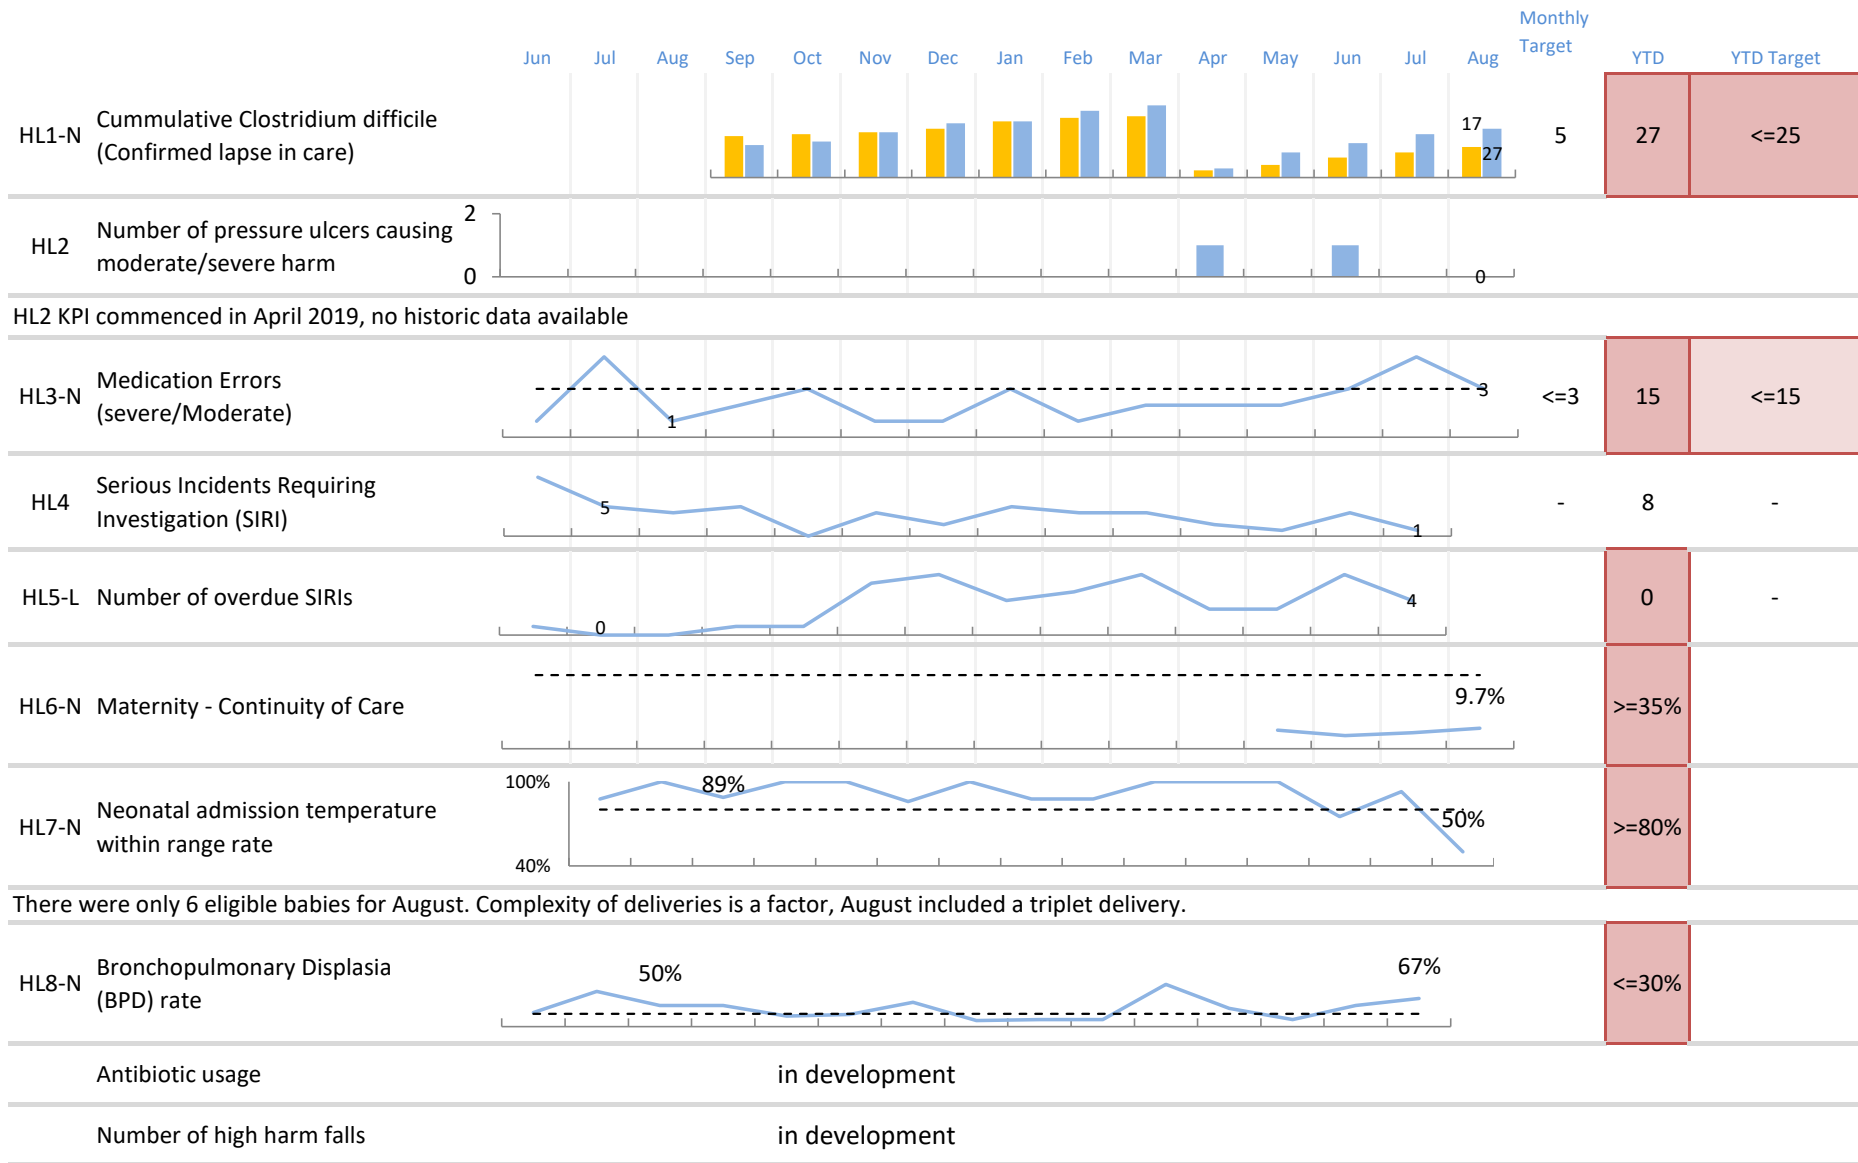 Monthly
Target
Jun Jul Aug Sep Oct Nov Dec Jan Feb Mar Apr May Jun Jul Aug YTD YTD Target
HL1-N Cummulative Clostridium difficile
(Confirmed lapse in care)
17
27
5 27 <=25
HL2 Number of pressure ulcers causing
moderate/severe harm
2
0
0
HL2 KPI commenced in April 2019, no historic data available
HL3-N Medication Errors
(severe/Moderate)
1
3
<=3 15 <=15
HL4 Serious Incidents Requiring
Investigation (SIRI)
5
1
- 8 -
HL5-L Number of overdue SIRIs
0
4
0 -
HL6-N Maternity - Continuity of Care
9.7%
>=35%
HL7-N Neonatal admission temperature
within range rate
100%
40%
89%
50%
>=80%
There were only 6 eligible babies for August. Complexity of deliveries is a factor, August included a triplet delivery.
HL8-N Bronchopulmonary Displasia
(BPD) rate
50%
67%
<=30%
Antibiotic usage in development
Number of high harm falls in development